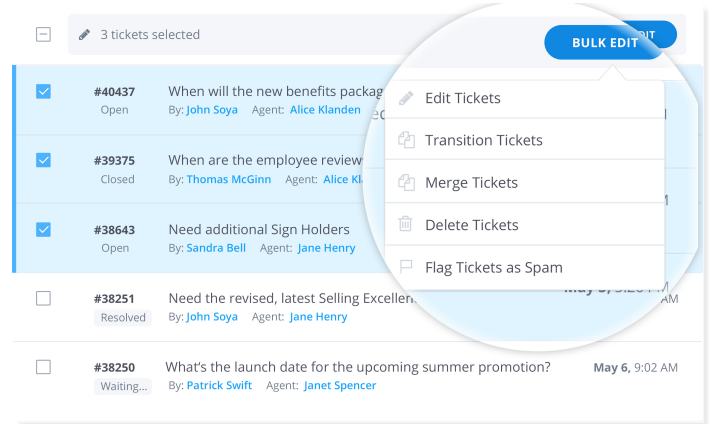 3 tickets selected
BULK EDIT
#40437 When will the new benefits packag
Open By: John Soya Agent: Alice Klanden
#39375 When are the employee review
Closed By: Thomas McGinn Agent: Alice Kl
#38643 Need additional Sign Holders
Open By: Sandra Bell Agent: Jane Henry
Edit Tickets
Transition Tickets
Merge Tickets
Delete Tickets
Flag Tickets as Spam
#38251 Need the revised, latest Selling Excellen
Resolved By: John Soya Agent: Jane Henry
AM
#38250 What's the launch date for the upcoming summer promotion? May 6, 9:02 AM
Waiting... By: Patrick Swift Agent: Janet Spencer